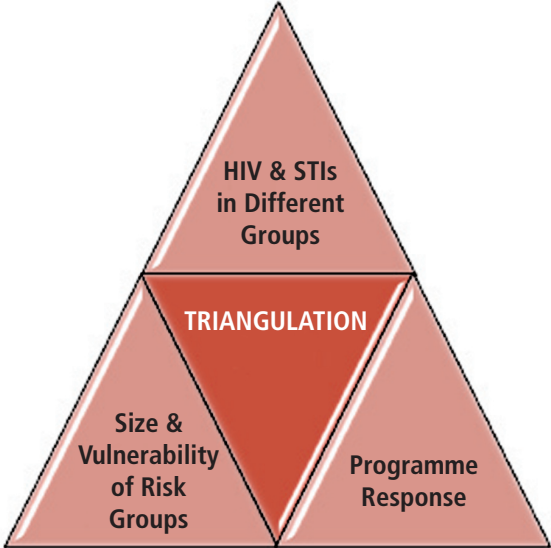 HIV & STIs
in Different
Groups
TRIANGULATION
Size &
Vulnerability
of Risk
Groups
Programme
Response